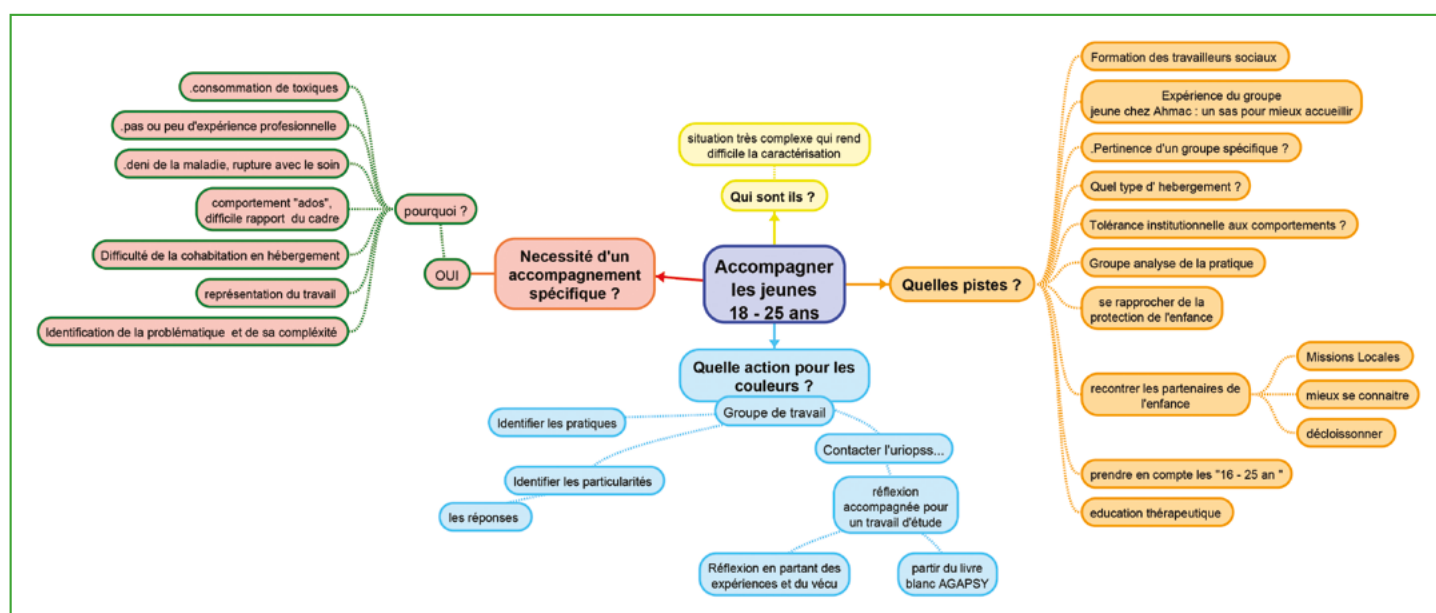 Accompagner
les jeunes
18 - 25 ans
Qui sont ils ?
situation très complexe qui rend
difficile la caractérisation
Necessité d'un
accompagnement
spécifique ?
OUI
pourquoi ?
.consommation de toxiques
.pas ou peu d'expérience profesionnelle
.deni de la maladie, rupture avec le soin
comportement "ados",
difficile rapport du cadre
Difficulté de la cohabitation en hébergement
représentation du travail
Identification de la problématique et de sa compléxité
Quelles pistes ?
Formation des travailleurs sociaux
Expérience du groupe
jeune chez Ahmac : un sas pour mieux accueillir
.Pertinence d'un groupe spécifique ?
Quel type d' hebergement ?
Tolérance institutionnelle aux comportements ?
Groupe analyse de la pratique
se rapprocher de la
protection de l'enfance
recontrer les partenaires de
l'enfance
Missions Locales
mieux se connaitre
décloissonner
prendre en compte les "16 - 25 an "
education thérapeutique
Quelle action pour les
couleurs ?
Groupe de travail
Identifier les pratiques
Identifier les particularités
les réponses
Contacter l'uriopss...
réflexion
accompagnée pour
un travail d'étude
Réflexion en partant des
expériences et du vécu
partir du livre
blanc AGAPSY